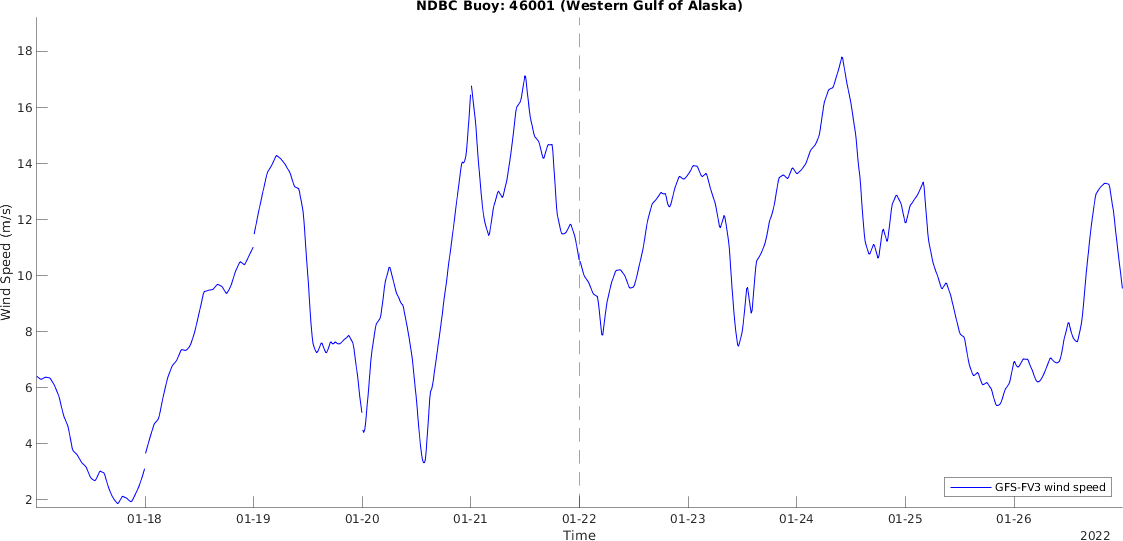 NDBC Buoy: 46001 (Western Gulf of Alaska)
Wind Speed (m/s)
18
16
14
12
10
8
6
4
2
GFS-FV3 wind speed
01-18 01-19 01-20 01-21 01-22 01-23 01-24 01-25 01-26
Time
2022